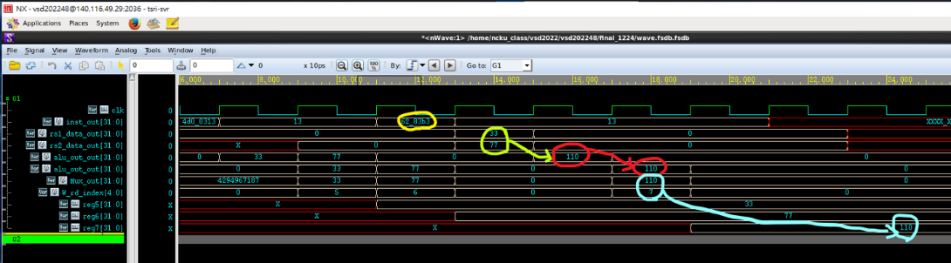 NX - vsd202248@140.116.49.29:2036 - tsri-svr
Applications Places System
*<nWave:1> /home/ncku_class/vsd2022/vsd202248/final_1224/wave.fsdb.fsdb
File Signal View Waveform Analog Tools Window Help
0 0 0 x 10ps By: Go to: G1
6,000 8,000 10,000 12,000 14,000 16,000 18,000 20,000 22,000 24,000
G1
clk 0
inst_out[31:0] 0 4d0_0313 13 13 XXXX_X
rs1_data_out[31:0] 0 0 33 0
rs2_data_out[31:0] X 0 77 0
alu_out[31:0] 0 0 33 77 0 110 0
alu_out_out[31:0] 0 0 33 77 0 110 0
Mux_out[31:0] 0 4294967187 33 77 0 110 0
W_rd_index[4:0] 0 0 5 6 0 7 0
reg5[31:0] X X 33
reg6[31:0] X X 77
reg7[31:0] X X 110
G2